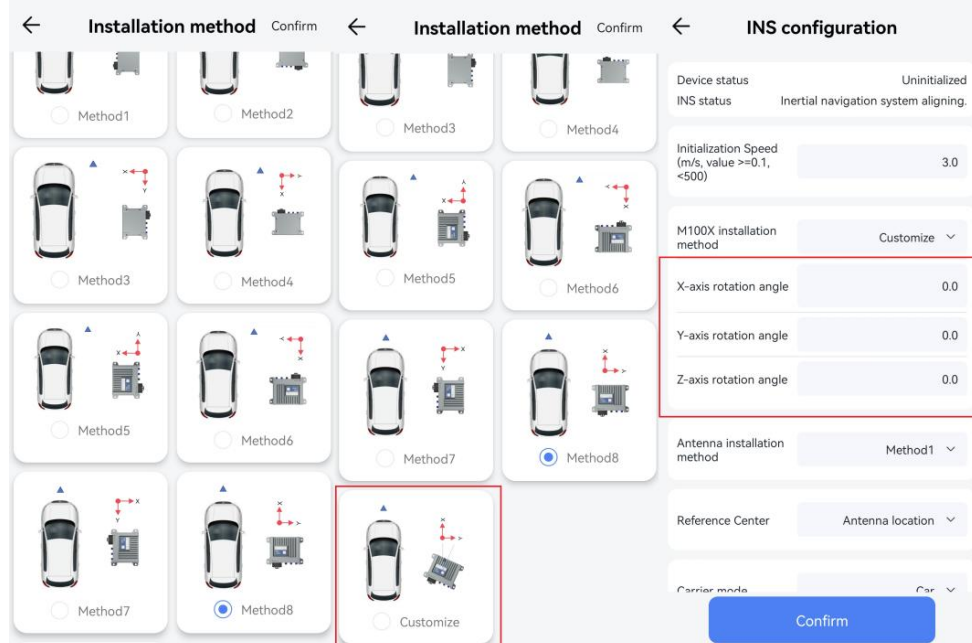 Installation method Confirm
Method1 Method2
Method3 Method4
Method5 Method6
Method7 Method8
Installation method Confirm
Method3 Method4
Method5 Method6
Method7 Method8
Customize
INS configuration
Device status Uninitialized
INS status Inertial navigation system aligning.
Initialization Speed
(m/s, value >=0.1, 3.0
<500)
M100X installation
method Customize
X-axis rotation angle 0.0
Y-axis rotation angle 0.0
Z-axis rotation angle 0.0
Antenna installation
method Method1
Reference Center Antenna location
Carrier mode Car
Confirm